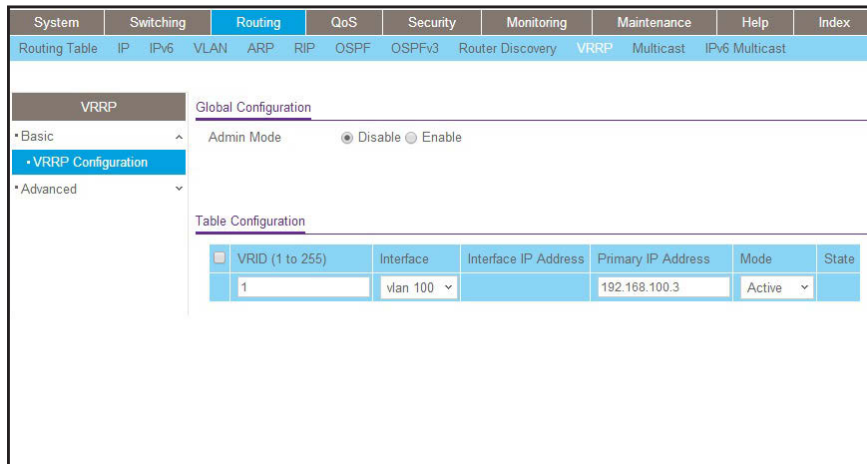 System Switching Routing QoS Security Monitoring Maintenance Help Index
Routing Table IP IPv6 VLAN ARP RIP OSPF OSPFv3 Router Discovery VRRP Multicast IPv6 Multicast
VRRP
Basic
VRRP Configuration
Advanced
Global Configuration
Admin Mode Disable Enable
Table Configuration
VRID (1 to 255) Interface Interface IP Address Primary IP Address Mode State
1 vlan 100 192.168.100.3 Active